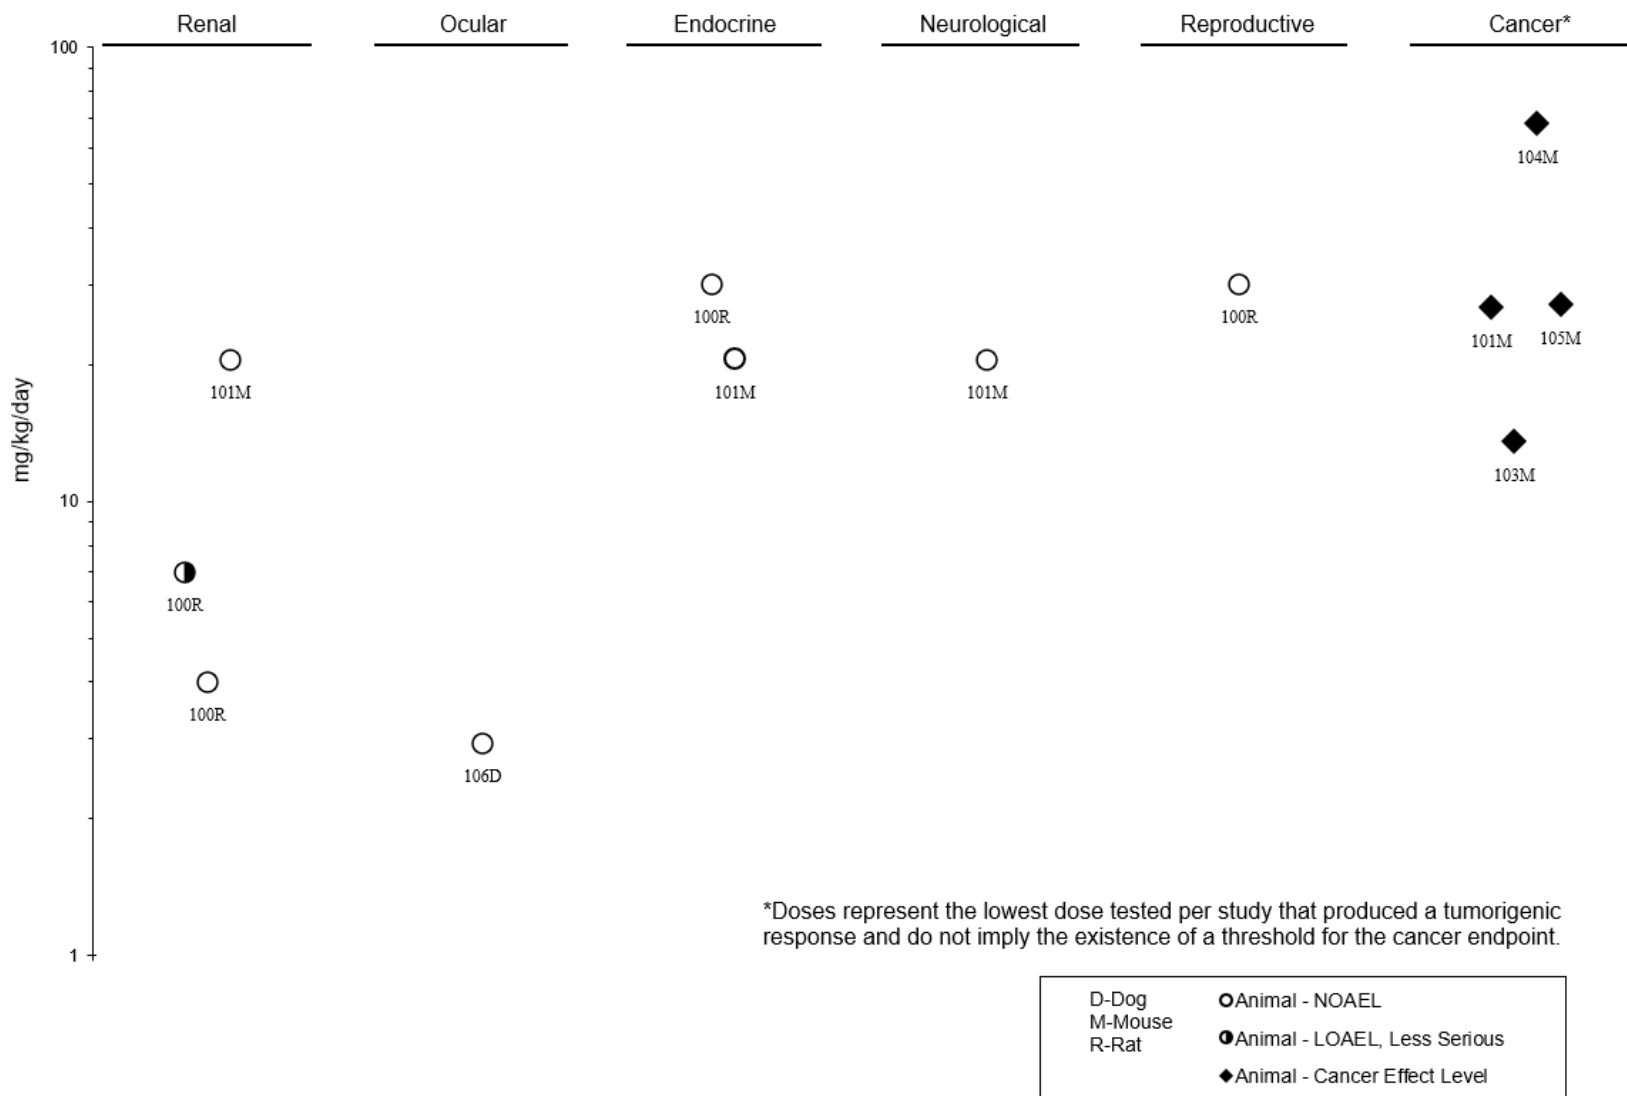 Renal Ocular Endocrine Neurological Reproductive Cancer*
100
104M
100R 100R
101M 105M
101M 101M 101M
mg/kg/day
103M
10
100R
100R
106D
*Doses represent the lowest dose tested per study that produced a tumorigenic
response and do not imply the existence of a threshold for the cancer endpoint.
1
D-Dog
M-Mouse
R-Rat
Animal - NOAEL
Animal - LOAEL, Less Serious
Animal - Cancer Effect Level